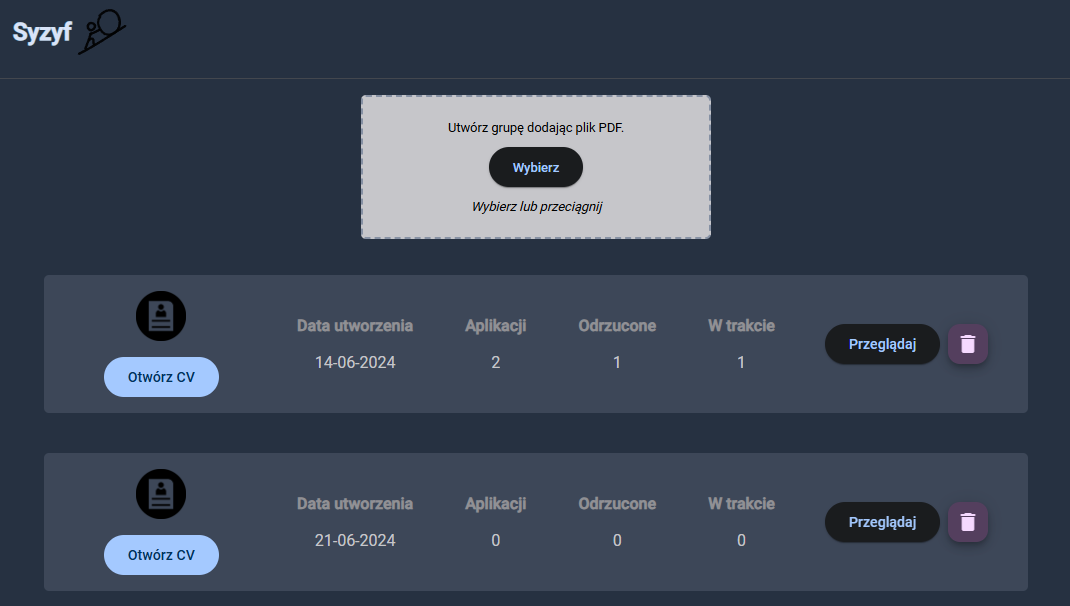 Syzyf
Utwórz grupę dodając plik PDF.
Wybierz
Wybierz lub przeciągnij
Data utworzenia Aplikacji Odrzucone W trakcie
14-06-2024 2 1 1
Przeglądaj
Otwórz CV
Data utworzenia Aplikacji Odrzucone W trakcie
21-06-2024 0 0 0
Przeglądaj
Otwórz CV